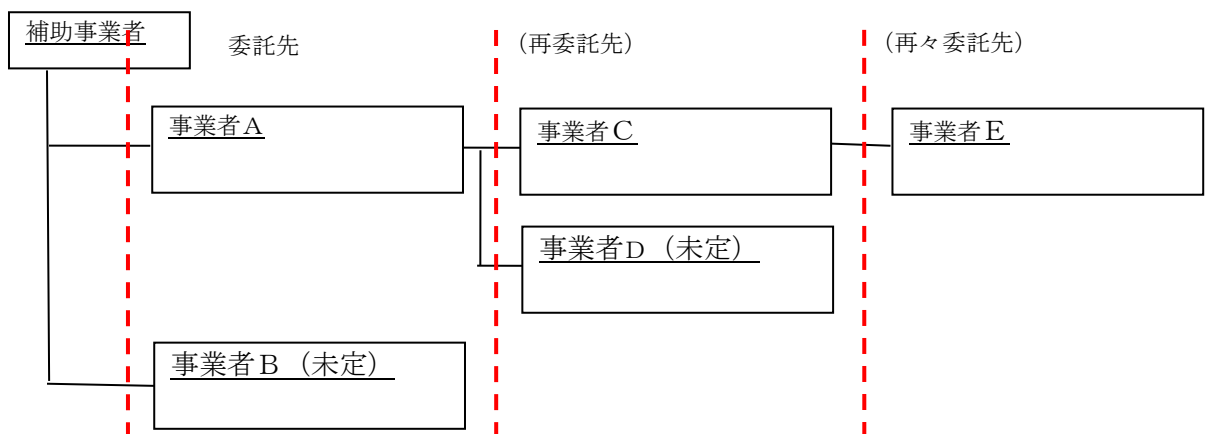 補助事業者
委託先
(再委託先)
(再々委託先)
事業者A
事業者C
事業者E
事業者D（未定）
事業者B（未定）